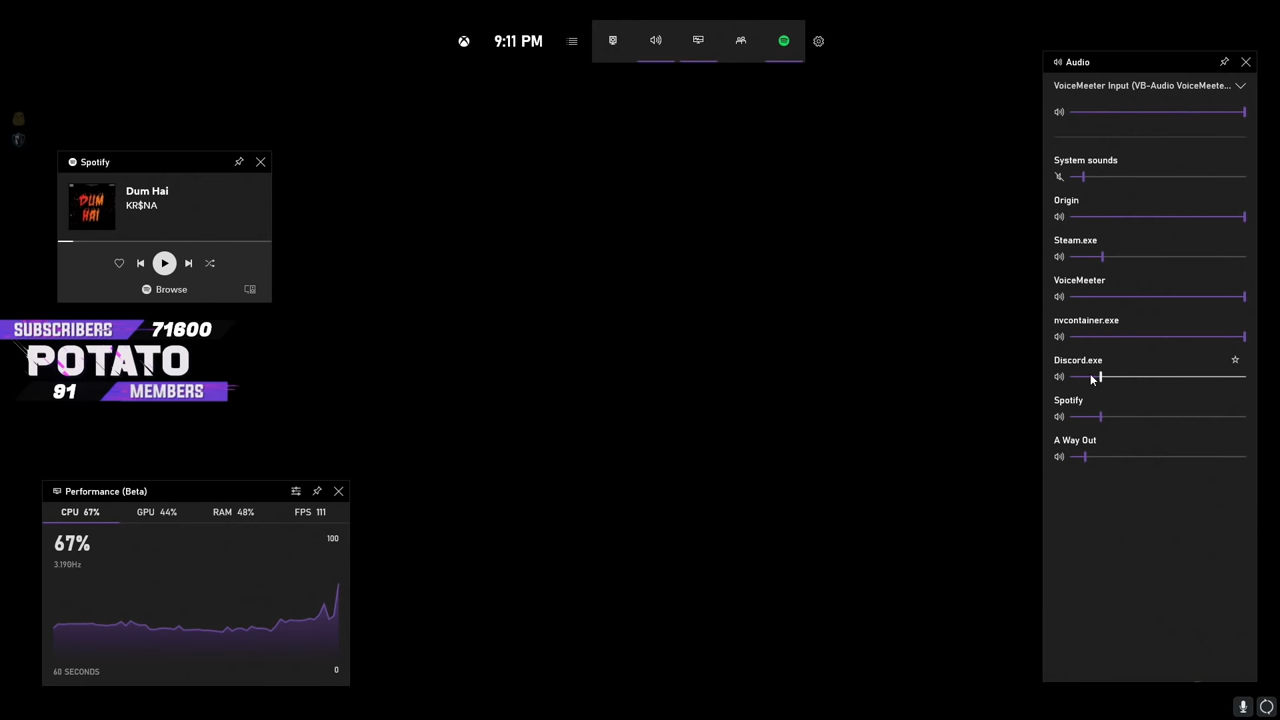 9:11 PM
Audio
VoiceMeeter Input (VB-Audio VoiceMeete...
System sounds
Origin
Steam.exe
VoiceMeeter
nvcontainer.exe
Discord.exe
Spotify
A Way Out
Spotify
Dum Hai
KR$NA
DUM
HAI
Browse
SUBSCRIBERS 71600
POTATO
91 MEMBERS
Performance (Beta)
CPU 67% GPU 44% RAM 48% FPS 111
67% 100
3.190Hz
60 SECONDS 0